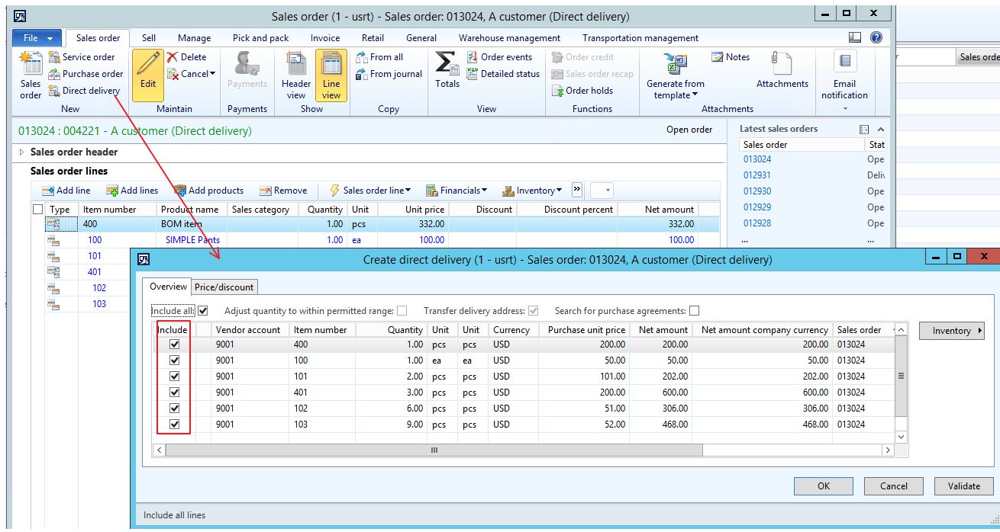 Sales order (1 - usrt) - Sales order: 013024, A customer (Direct delivery)
File Sales order Sell Manage Pick and pack Invoice Retail General Warehouse management Transportation management
Service order Delete From all Order events Order credit Notes
Purchase order Cancel From journal Detailed status Sales order recap
Direct delivery Order holds
Sales order Edit Payments Header view Line view Totals Generate from template Attachments Email notification
New Maintain Payments Show Copy View Functions Attachments
Sales orde
013024 : 004221 - A customer (Direct delivery) Open order
Sales order header
Sales order lines
Add line Add lines Add products Remove Sales order line Financials Inventory »
Type Item number Product name Sales category Quantity Unit Unit price Discount Discount percent Net amount
400 BOM item 1.00 pcs 332.00 332.00
100 SIMPLE Pants 1.00 ea 100.00 100.00
101
401
102
103
Latest sales orders
Sales order Stat
013024 Ope
012931 Deliv
012930 Ope
012929 Ope
012928 Ope
... ...
Create direct delivery (1 - usrt) - Sales order: 013024, A customer (Direct delivery)
Overview Price/discount
Include all: Adjust quantity to within permitted range: Transfer delivery address: Search for purchase agreements:
Include Vendor account Item number Quantity Unit Unit Currency Purchase unit price Net amount Net amount company currency Sales order
9001 400 1.00 pcs pcs USD 200.00 200.00 200.00 013024
9001 100 1.00 ea ea USD 50.00 50.00 50.00 013024
9001 101 2.00 pcs pcs USD 101.00 202.00 202.00 013024
9001 401 3.00 pcs pcs USD 200.00 600.00 600.00 013024
9001 102 6.00 pcs pcs USD 51.00 306.00 306.00 013024
9001 103 9.00 pcs pcs USD 52.00 468.00 468.00 013024
Inventory
OK Cancel Validate
Include all lines